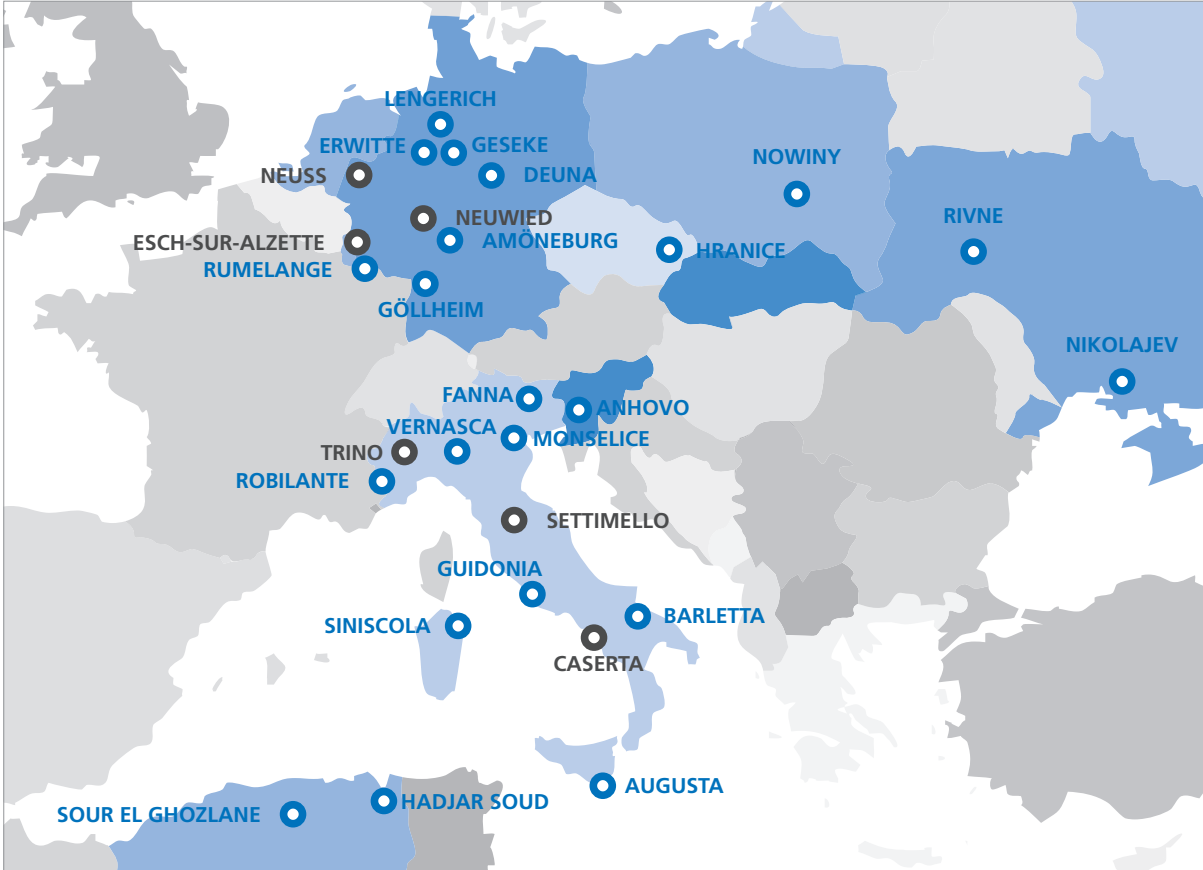 LENGERICH
ERWITTE
GESEKE
NOWINY
NEUSS
DEUNA
RIVNE
NEUWIED
ESCH-SUR-ALZETTE
AMÖNEBURG
HRANICE
RUMELANGE
GÖLLHEIM
NIKOLAJEV
FANNA
ANHOVO
VERNASCA
MONSELICE
TRINO
ROBILANTE
SETTIMELLO
GUIDONIA
BARLETTA
SINISCOLA
CASERTA
AUGUSTA
HADJAR SOUD
SOUR EL GHOZLANE